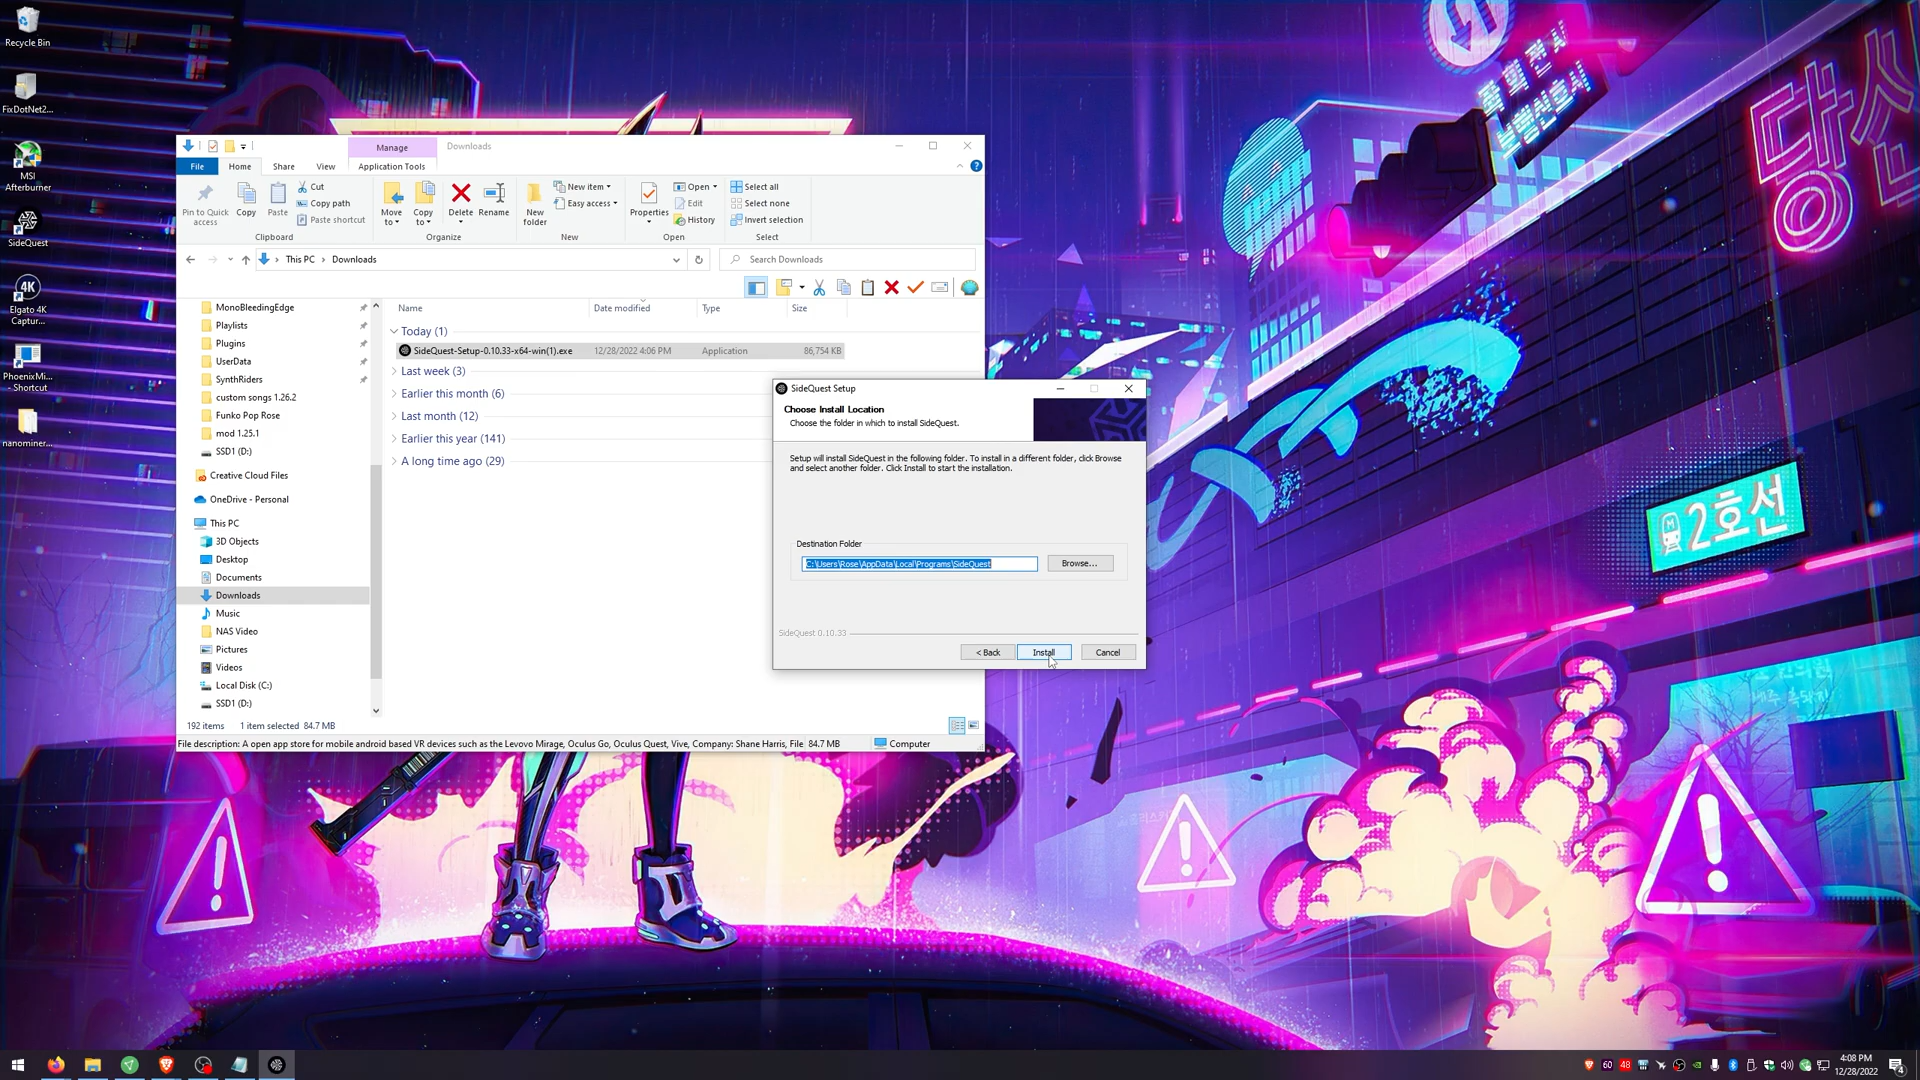 Recycle Bin
FixDotNet2...
MSI
Afterburner
SideQuest
4K
Elgato 4K
Captur...
PhoenixMi...
- Shortcut
nanominer...
Manage
Downloads
File
Home
Share
View
Application Tools
Pin to Quick
access
Copy
Paste
Cut
Copy path
Paste shortcut
Clipboard
Move
to
Copy
to
Delete
Rename
Organize
New
folder
New item
Easy access
New
Properties
Open
Edit
History
Open
Select all
Select none
Invert selection
Select
This PC
Downloads
Search Downloads
MonoBleedingEdge
Playlists
Plugins
UserData
SynthRiders
custom songs 1.26.2
Funko Pop Rose
mod 1.25.1
SSD1 (D:)
Creative Cloud Files
OneDrive - Personal
This PC
3D Objects
Desktop
Documents
Downloads
Music
NAS Video
Pictures
Videos
Local Disk (C:)
SSD1 (D:)
Name
Date modified
Type
Size
Today (1)
SideQuest-Setup-0.10.33-x64-win(1).exe
12/28/2022 4:06 PM
Application
86,754 KB
Last week (3)
Earlier this month (6)
Last month (12)
Earlier this year (141)
A long time ago (29)
192 items
1 item selected 84.7 MB
File description: A open app store for mobile android based VR devices such as the Levovo Mirage, Oculus Go, Oculus Quest, Vive, Company: Shane Harris, File 84.7 MB
Computer
SideQuest Setup
Choose Install Location
Choose the folder in which to install SideQuest.
Setup will install SideQuest in the following folder. To install in a different folder, click Browse
and select another folder. Click Install to start the installation.
Destination Folder
C:\Users\Rose\AppData\Local\Programs\SideQuest
Browse...
SideQuest 0.10.33
< Back
Install
Cancel
당신
M
2호선
60
48
4:08 PM
12/28/2022
4